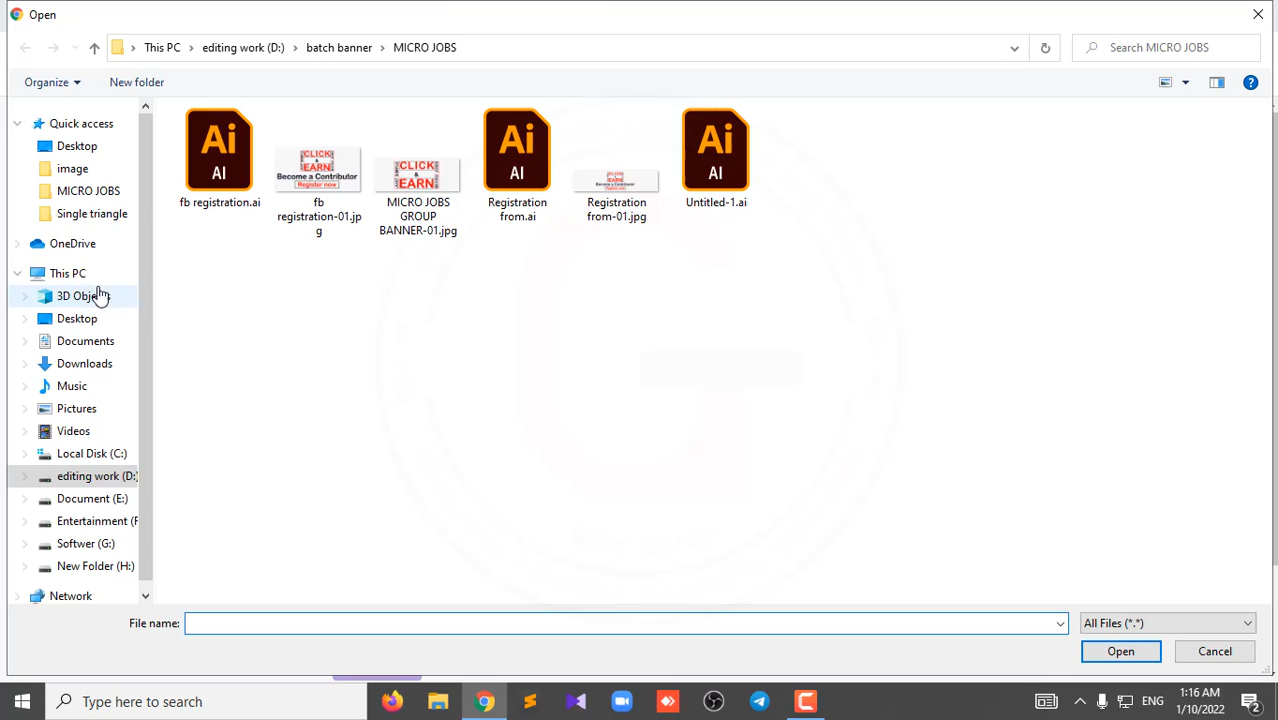 Open
This PC
editing work (D:)
batch banner
MICRO JOBS
Search MICRO JOBS
Organize
New folder
Quick access
Desktop
image
MICRO JOBS
Single triangle
OneDrive
This PC
3D Obje
Desktop
Documents
Downloads
Music
Pictures
Videos
Local Disk (C:)
editing work (D:)
Document (E:)
Entertainment (F
Softwer (G:)
New Folder (H:)
Network
Ai
AI
fb registration.ai
CLICK
&
EARN
Become a Contributor
Register now
fb
registration-01.jp
g
CLICK
&
EARN
MICRO JOBS
GROUP
BANNER-01.jpg
Ai
AI
Registration
from.ai
Become a Contributor
Registration
from-01.jpg
Ai
AI
Untitled-1.ai
File name:
All Files (*.*)
Open
Cancel
Type here to search
ENG
1:16 AM
1/10/2022
2